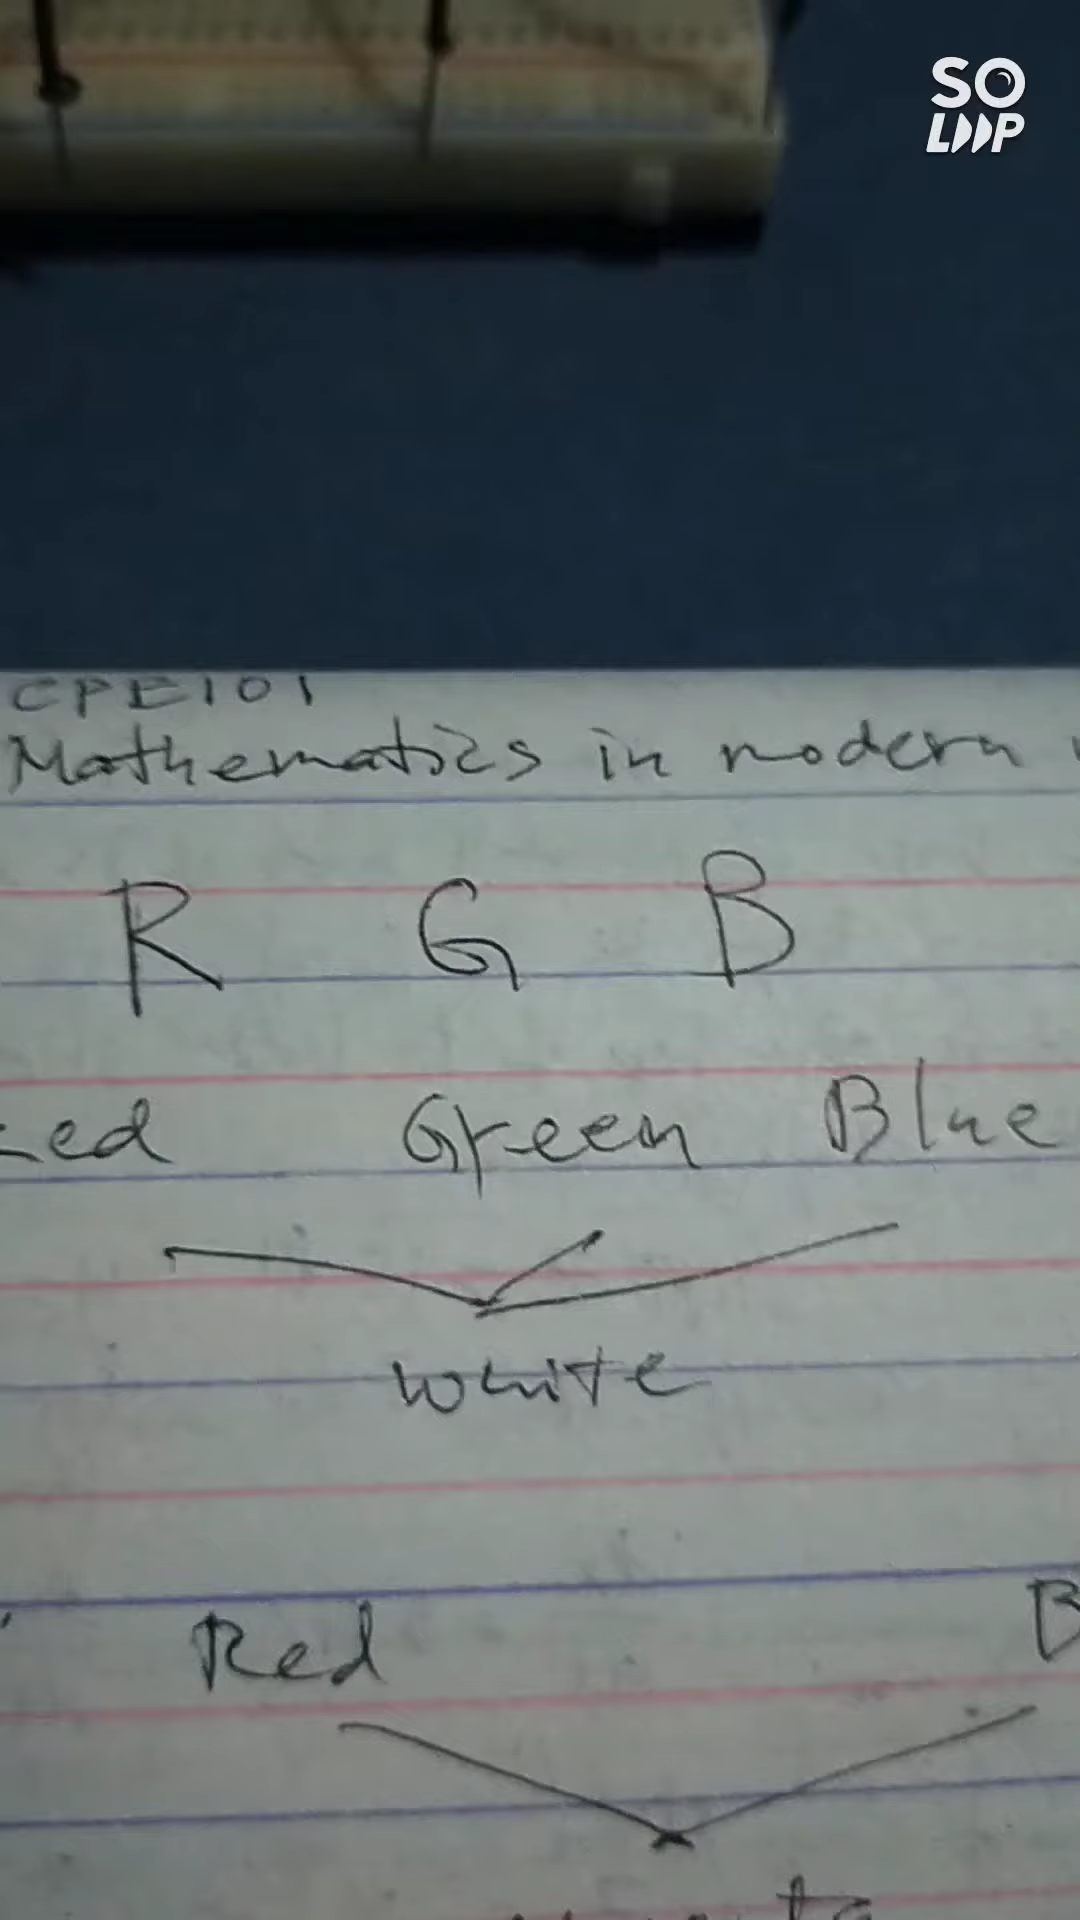 SO
LOOP
CPE101
Mathematics in modern
R G B
ed Green Blue
White
Red B